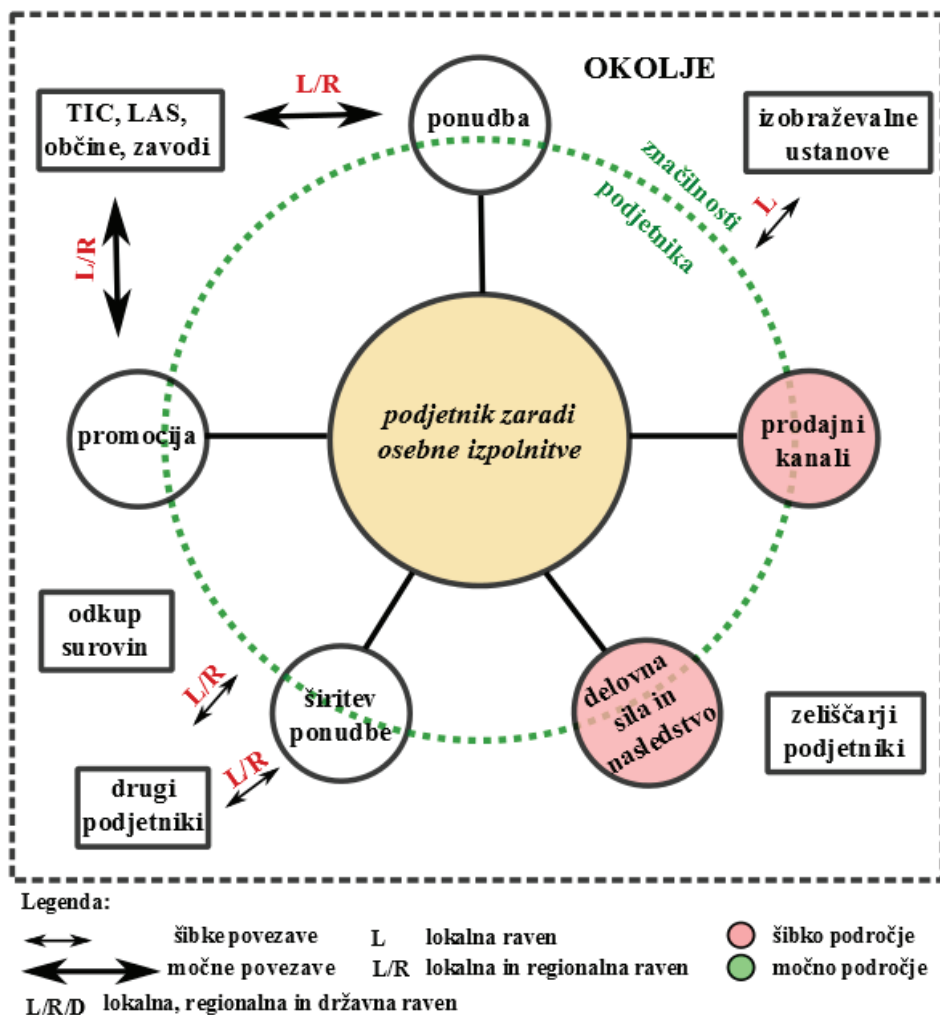 OKOLJE
L/R
TIC, LAS,
občine, zavodi
ponudba
izobraževalne
ustanove
značilnosti
podjetnika
L
L/R
promocija
podjetnik zaradi
osebne izpolnitve
prodajni
kanali
odkup
surovin
L/R
širitev
ponudbe
delovna
sila in
nasledstvo
zeliščarji
podjetniki
L/R
drugi
podjetniki
Legenda:
šibke povezave
L lokalna raven
šibko področje
močne povezave
L/R lokalna in regionalna raven
močno področje
L/R/D lokalna, regionalna in državna raven